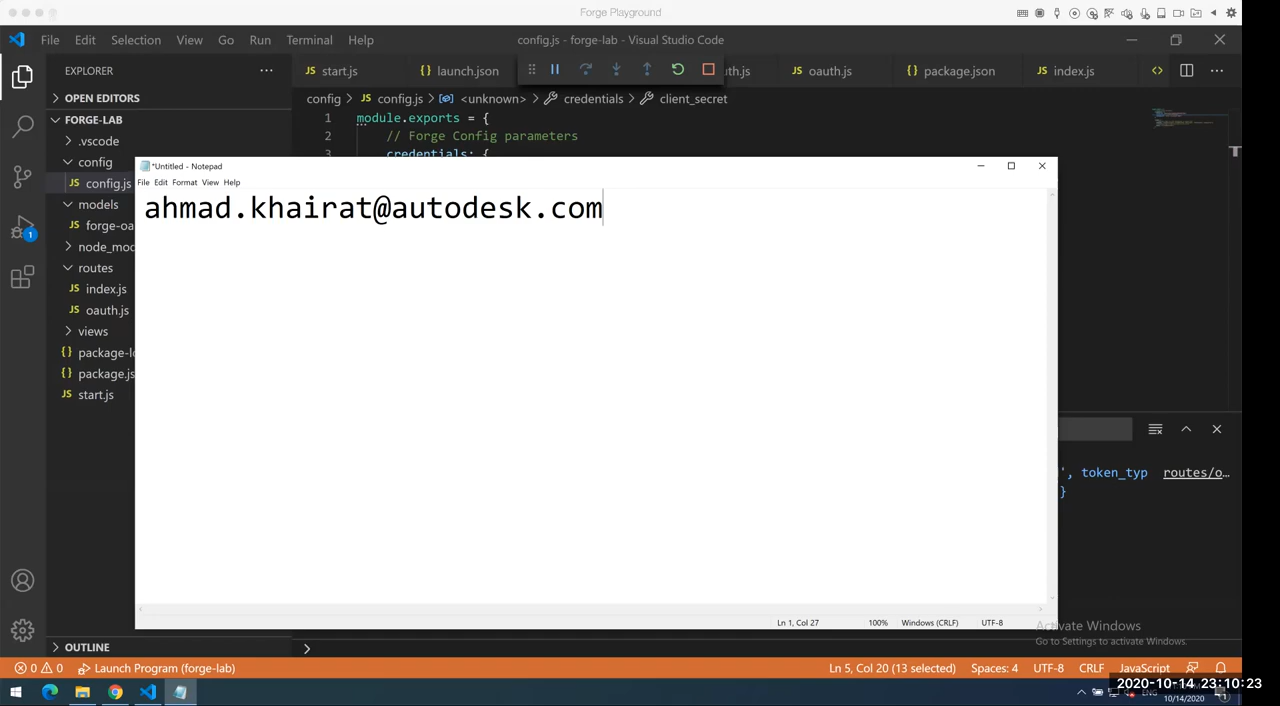 Forge Playground
File Edit Selection View Go Run Terminal Help
config.js - forge-lab - Visual Studio Code
EXPLORER
start.js
launch.json
oauth.js
package.json
index.js
OPEN EDITORS
config > config.js > <unknown> > credentials > client_secret
FORGE-LAB
1 module.exports = {
2 // Forge Config parameters
3 credentials: {
.vscode
config
config.js
models
forge-oa
node_mod
routes
index.js
oauth.js
views
package-lo
package.js
start.js
*Untitled - Notepad
File Edit Format View Help
ahmad.khairat@autodesk.com
Ln 1, Col 27 100% Windows (CRLF) UTF-8
', token_typ routes/o…
}
Activate Windows
Go to Settings to activate Windows.
OUTLINE
0 0 Launch Program (forge-lab)
Ln 5, Col 20 (13 selected) Spaces: 4 UTF-8 CRLF JavaScript
2020-10-14 23:10:23
ENG
10/14/2020